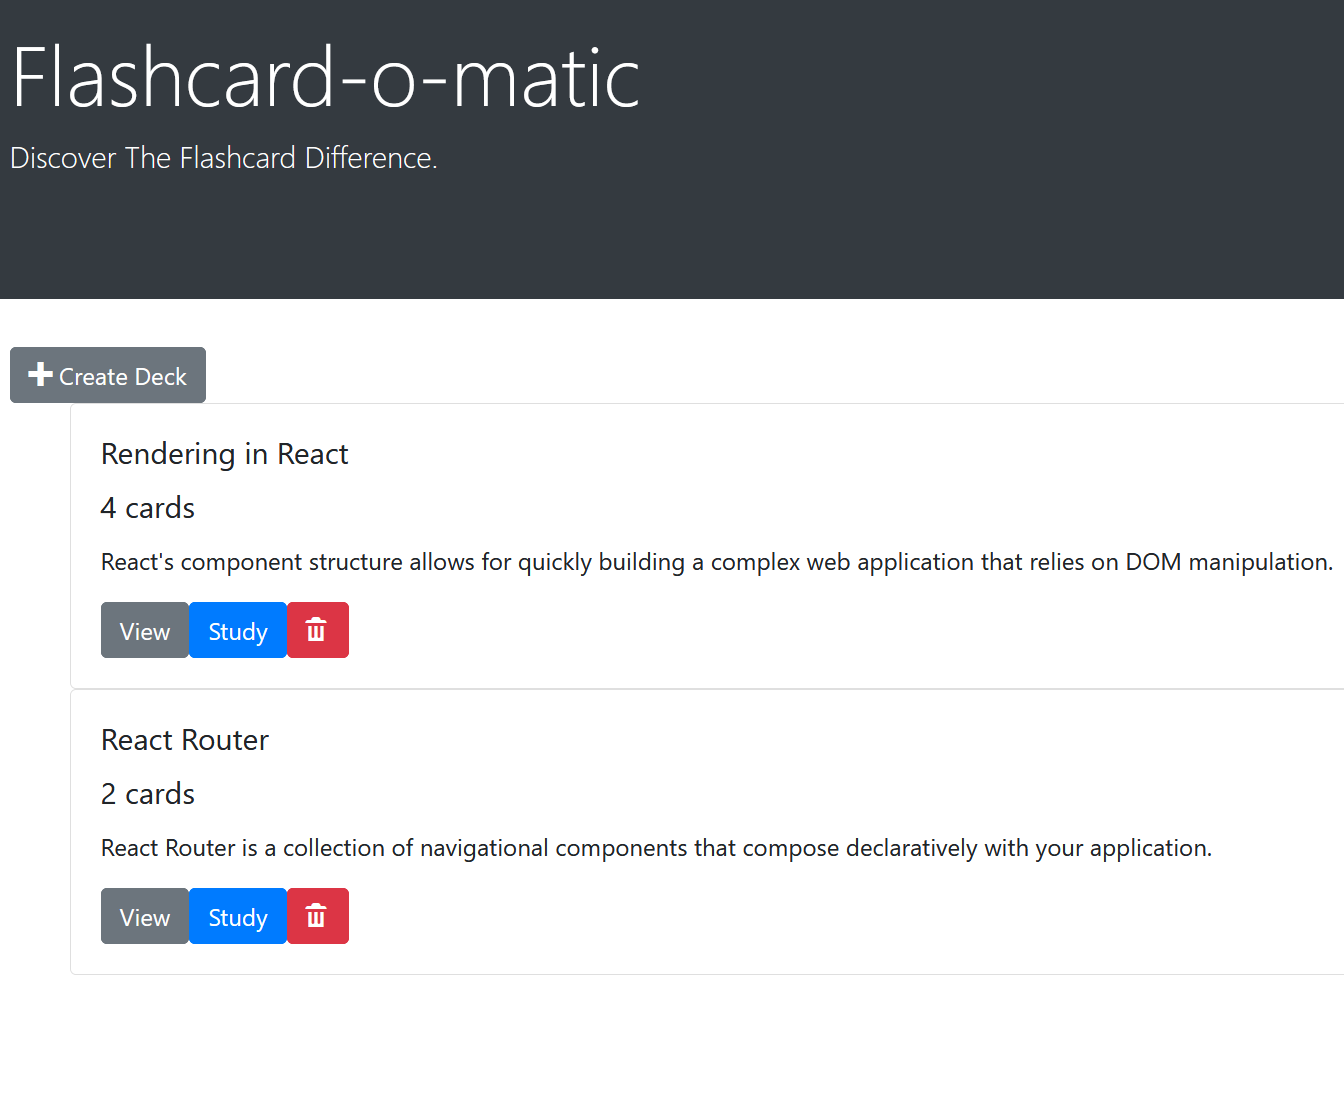 Flashcard-o-matic
Discover The Flashcard Difference.
Create Deck
Rendering in React
4 cards
React's component structure allows for quickly building a complex web application that relies on DOM manipulation.
View Study
React Router
2 cards
React Router is a collection of navigational components that compose declaratively with your application.
View Study